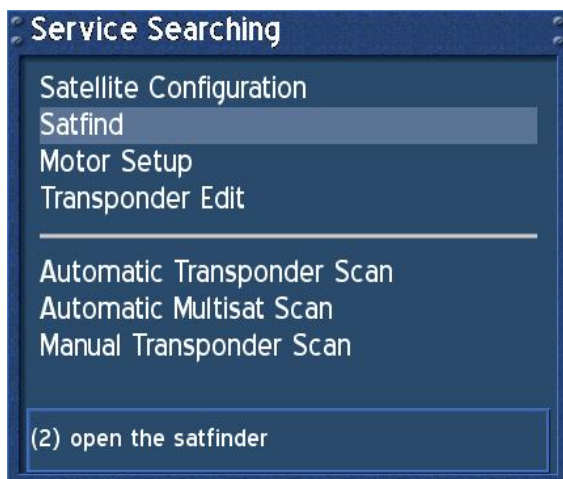 Service Searching
Satellite Configuration
Satfind
Motor Setup
Transponder Edit
Automatic Transponder Scan
Automatic Multisat Scan
Manual Transponder Scan
(2) open the satfinder